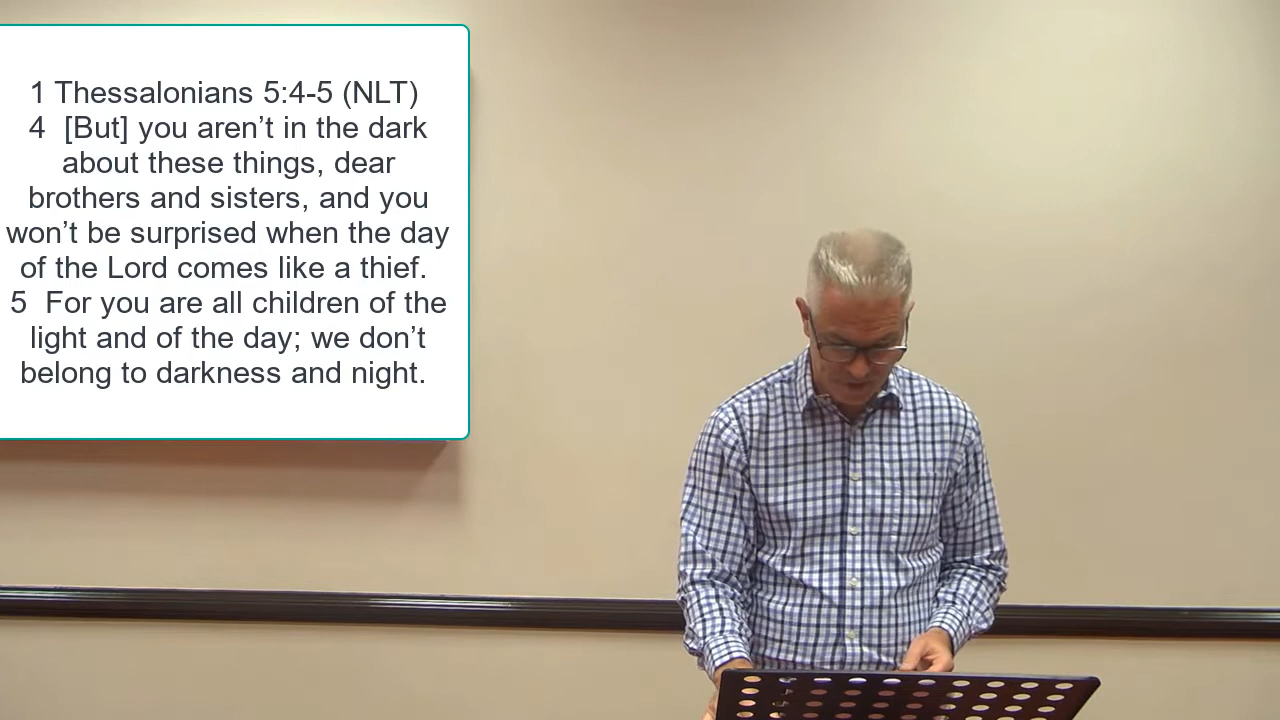 1 Thessalonians 5:4-5 (NLT)
4  [But] you aren’t in the dark
about these things, dear
brothers and sisters, and you
won’t be surprised when the day
of the Lord comes like a thief.
5  For you are all children of the
light and of the day; we don’t
belong to darkness and night.